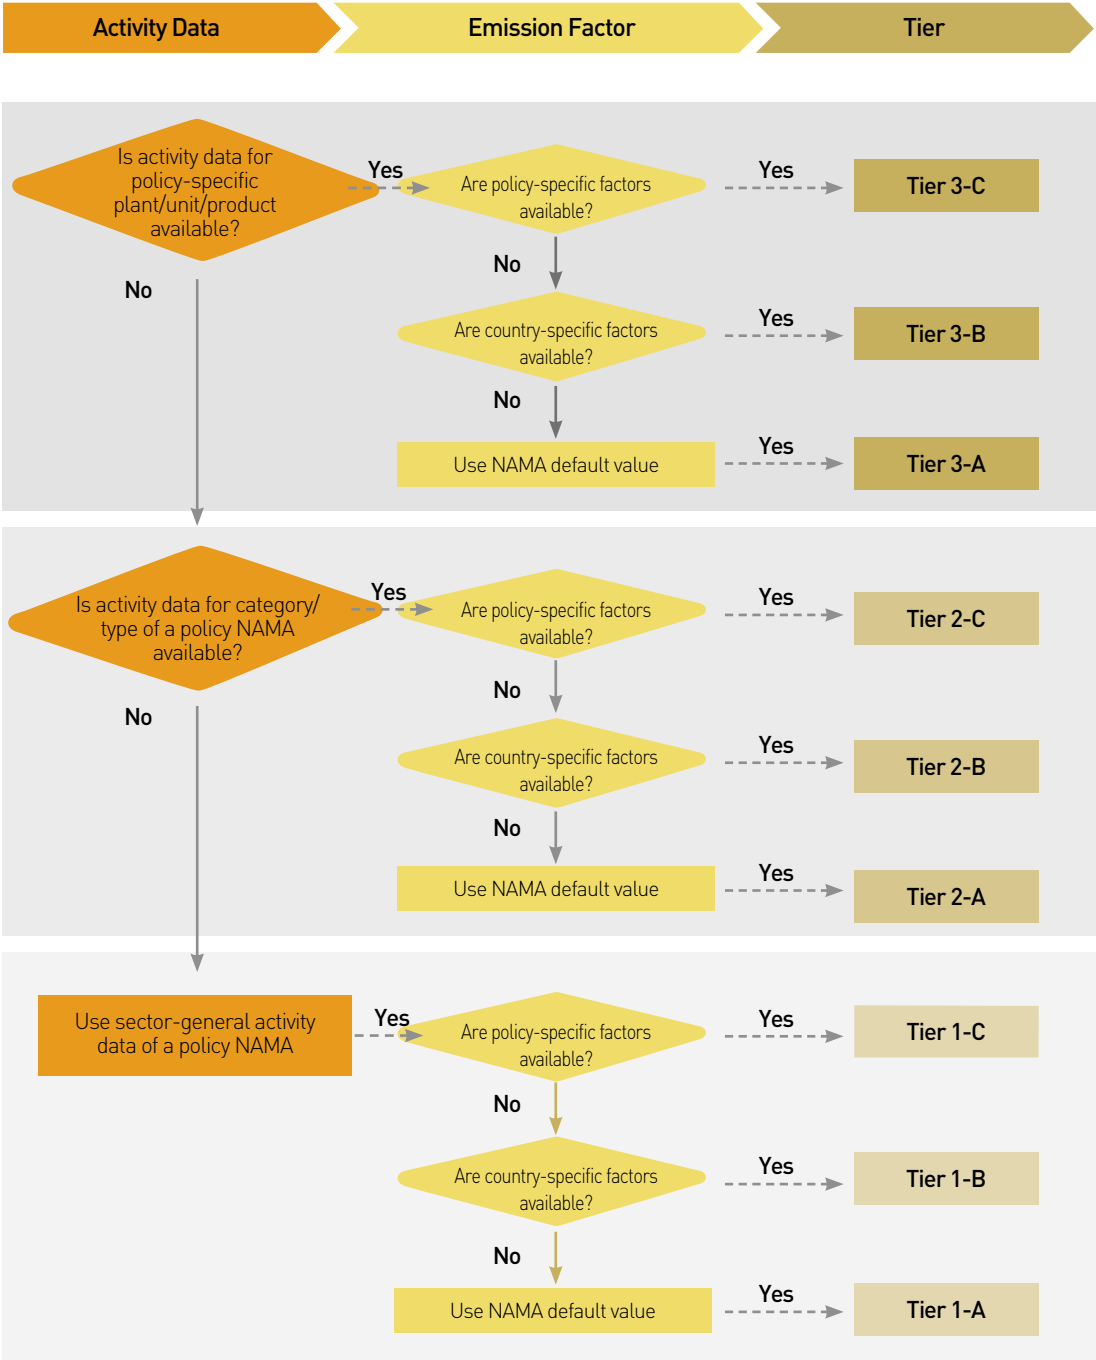 Activity Data
Emission Factor
Tier
Is activity data for
policy-specific
plant/unit/product
available?
Yes
Are policy-specific factors
available?
Yes
Tier 3-C
No
No
Are country-specific factors
available?
Yes
Tier 3-B
No
Use NAMA default value
Yes
Tier 3-A
Is activity data for category/
type of a policy NAMA
available?
Yes
Are policy-specific factors
available?
Yes
Tier 2-C
No
No
Are country-specific factors
available?
Yes
Tier 2-B
No
Use NAMA default value
Yes
Tier 2-A
Use sector-general activity
data of a policy NAMA
Yes
Are policy-specific factors
available?
Yes
Tier 1-C
No
Are country-specific factors
available?
Yes
Tier 1-B
No
Use NAMA default value
Yes
Tier 1-A